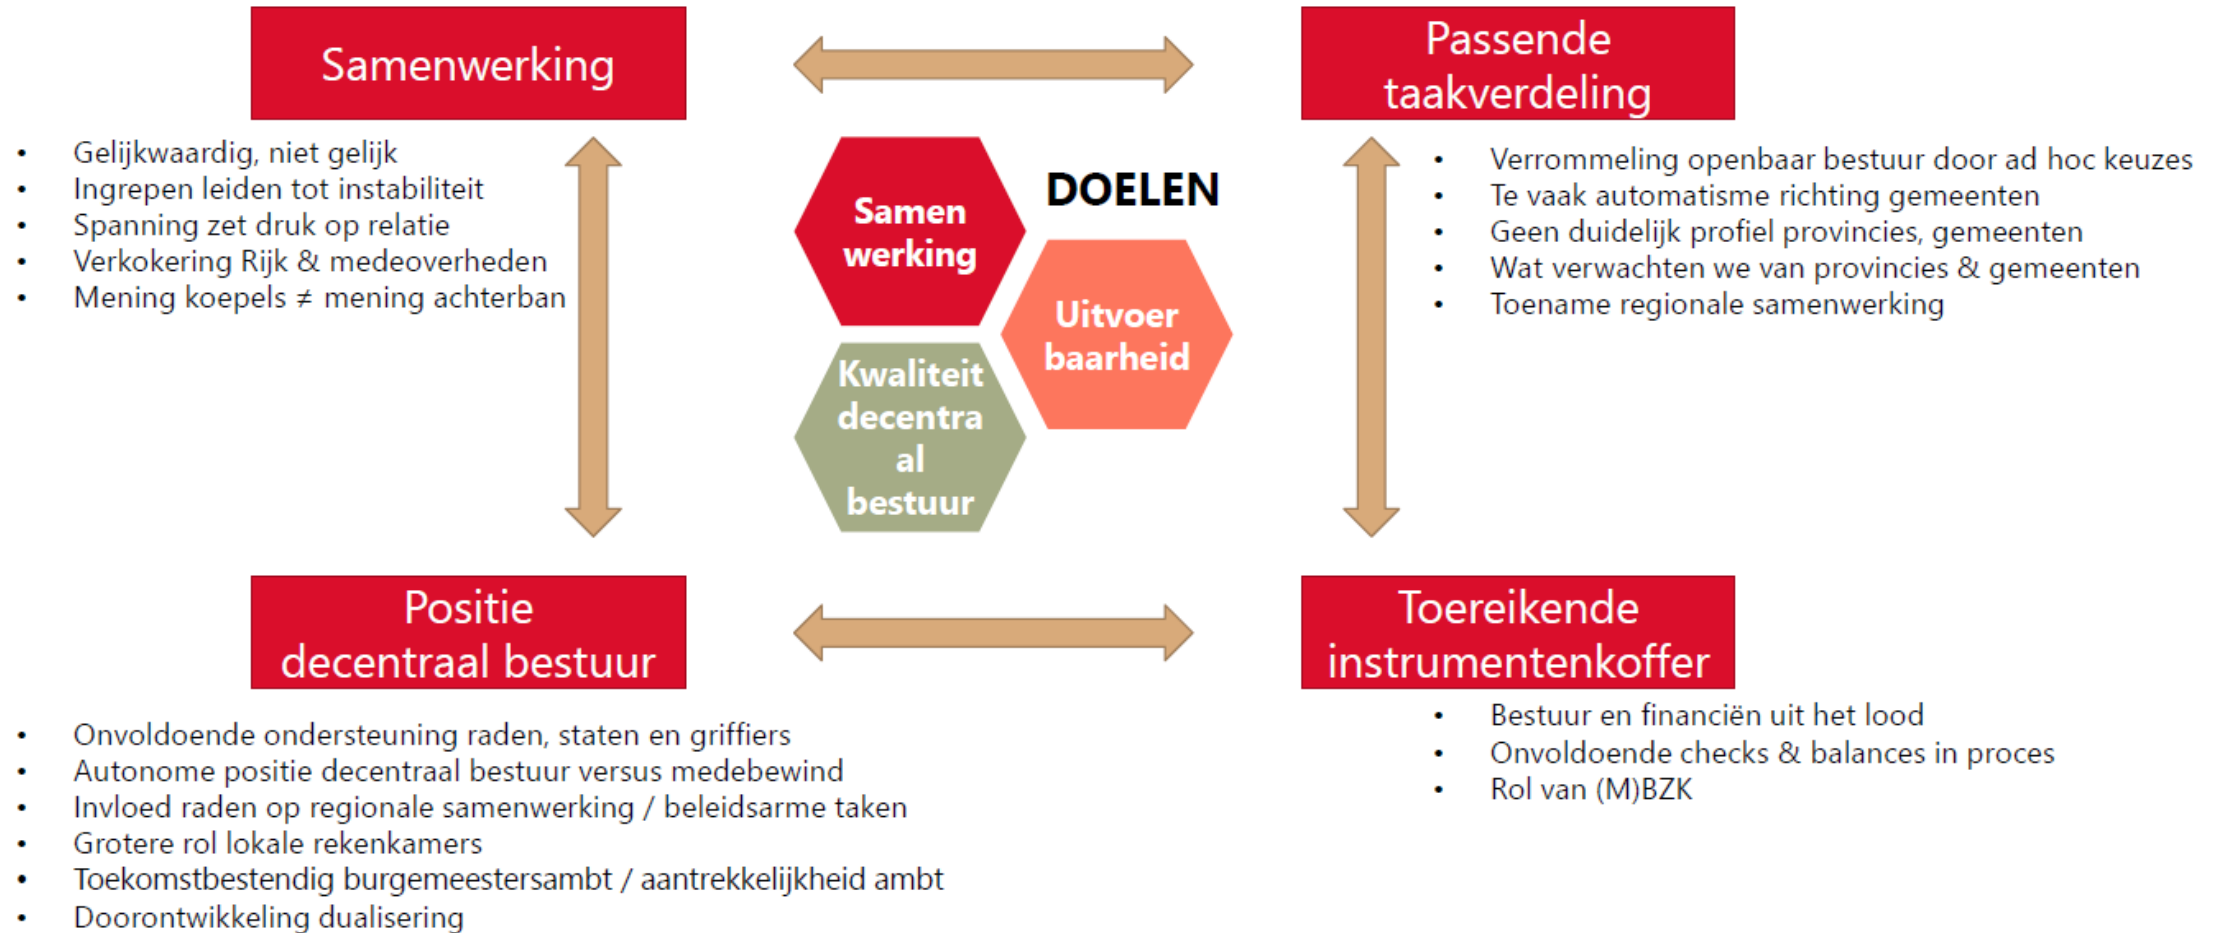 Samenwerking
Gelijkwaardig, niet gelijk
Ingrepen leiden tot instabiliteit
Spanning zet druk op relatie
Verkokering Rijk & medeoverheden
Mening koepels ≠ mening achterban
Passende
taakverdeling
Verrommeling openbaar bestuur door ad hoc keuzes
Te vaak automatisme richting gemeenten
Geen duidelijk profiel provincies, gemeenten
Wat verwachten we van provincies & gemeenten
Toename regionale samenwerking
DOELEN
Samen
werking
Uitvoer
baarheid
Kwaliteit
decentra
al
bestuur
Positie
decentraal bestuur
Onvoldoende ondersteuning raden, staten en griffiers
Autonome positie decentraal bestuur versus medebewind
Invloed raden op regionale samenwerking / beleidsarme taken
Grotere rol lokale rekenkamers
Toekomstbestendig burgemeestersambt / aantrekkelijkheid ambt
Doorontwikkeling dualisering
Toereikende
instrumentenkoffer
Bestuur en financiën uit het lood
Onvoldoende checks & balances in proces
Rol van (M)BZK